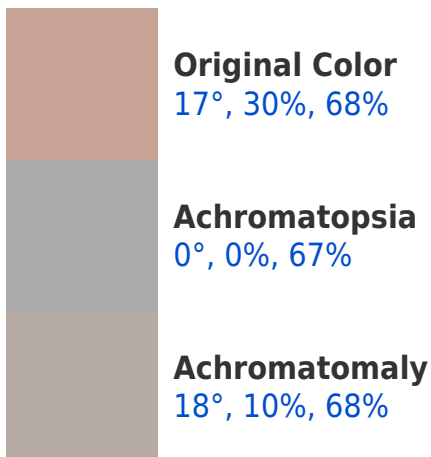 Original Color
17°, 30%, 68%
Achromatopsia
0°, 0%, 67%
Achromatomaly
18°, 10%, 68%